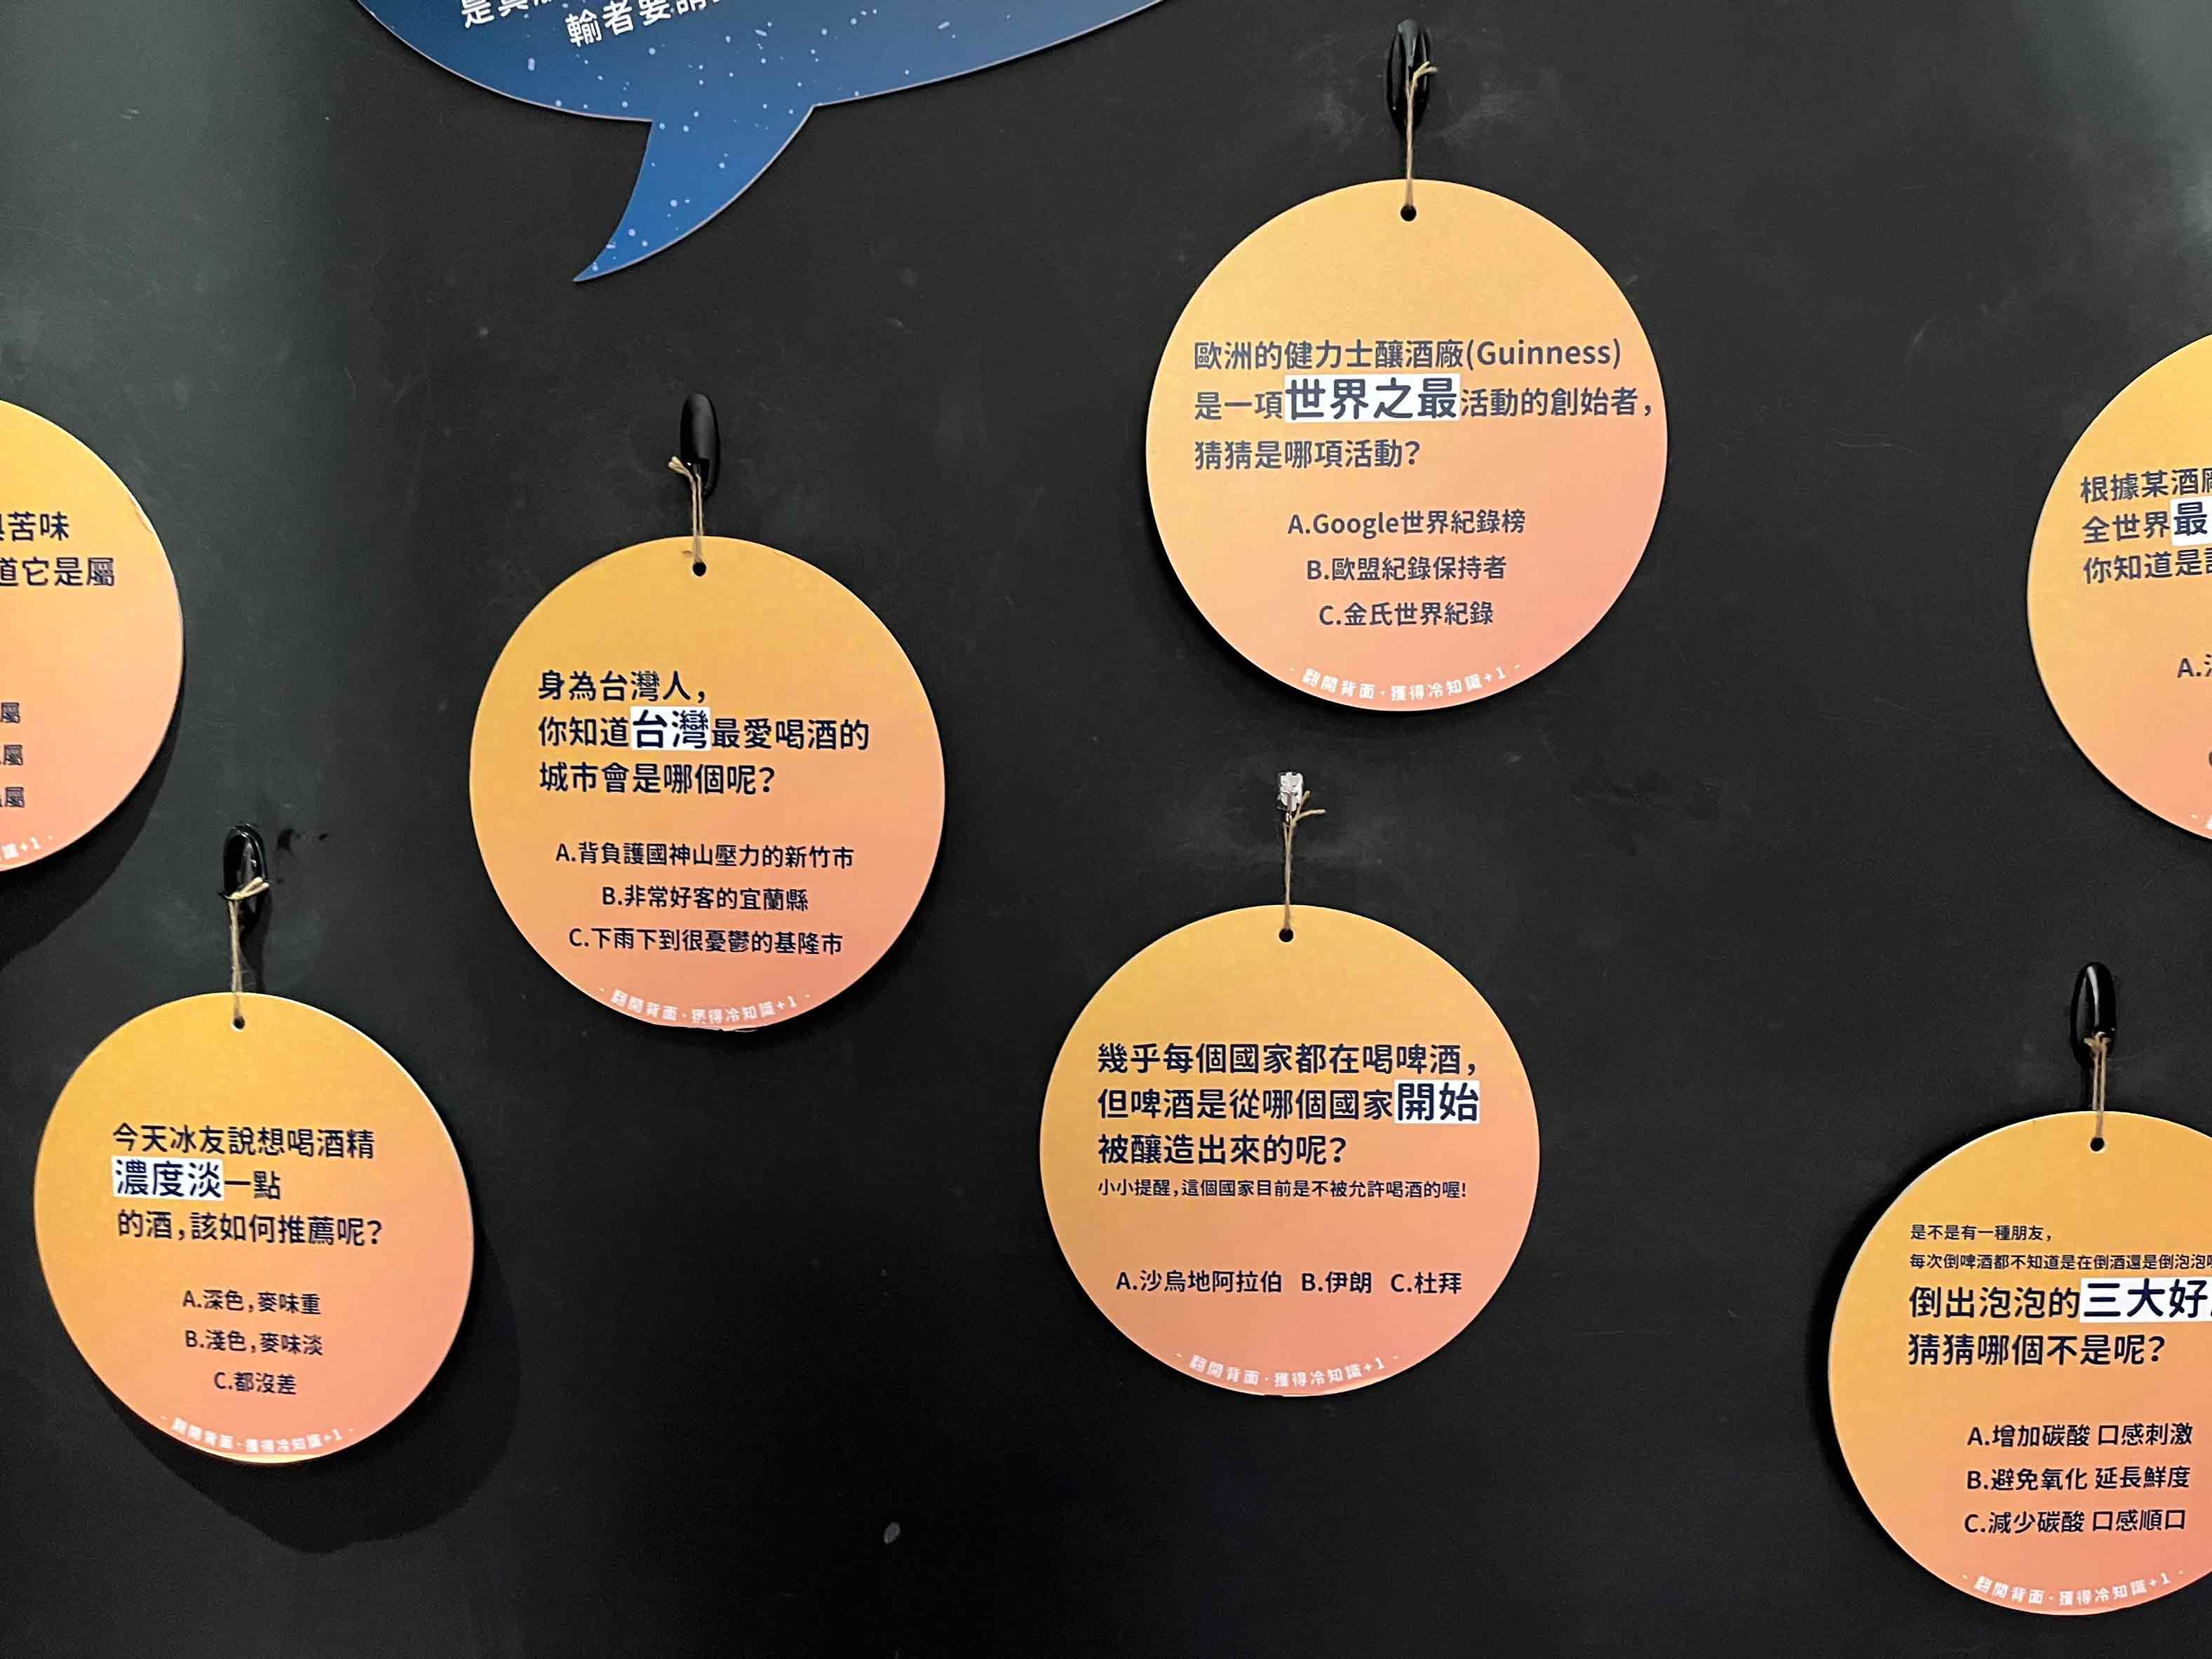 輸者要請
歐洲的健力士釀酒廠(Guinness)
是一項世界之最活動的創始者，
猜猜是哪項活動？
A.Google世界紀錄榜
B.歐盟紀錄保持者
C.金氏世界紀錄
- 翻開背面·獲得冷知識+1 -
苦味
道它是屬
屬
屬
屬
識+1 -
身為台灣人，
你知道台灣最愛喝酒的
城市會是哪個呢？
A.背負護國神山壓力的新竹市
B.非常好客的宜蘭縣
C.下雨下到很憂鬱的基隆市
- 翻開背面·獲得冷知識+1 -
根據某酒廠
全世界最
你知道是
A.
今天冰友說想喝酒精
濃度淡一點
的酒，該如何推薦呢？
A.深色，麥味重
B.淺色，麥味淡
C.都沒差
- 翻開背面·獲得冷知識+1 -
幾乎每個國家都在喝啤酒，
但啤酒是從哪個國家開始
被釀造出來的呢？
小小提醒，這個國家目前是不被允許喝酒的喔！
A.沙烏地阿拉伯 B.伊朗 C.杜拜
- 翻開背面·獲得冷知識+1 -
是不是有一種朋友，
每次倒啤酒都不知道是在倒酒還是倒泡泡
倒出泡泡的三大好
猜猜哪個不是呢？
A.增加碳酸 口感刺激
B.避免氧化 延長鮮度
C.減少碳酸 口感順口
- 翻開背面·獲得冷知識+1 -